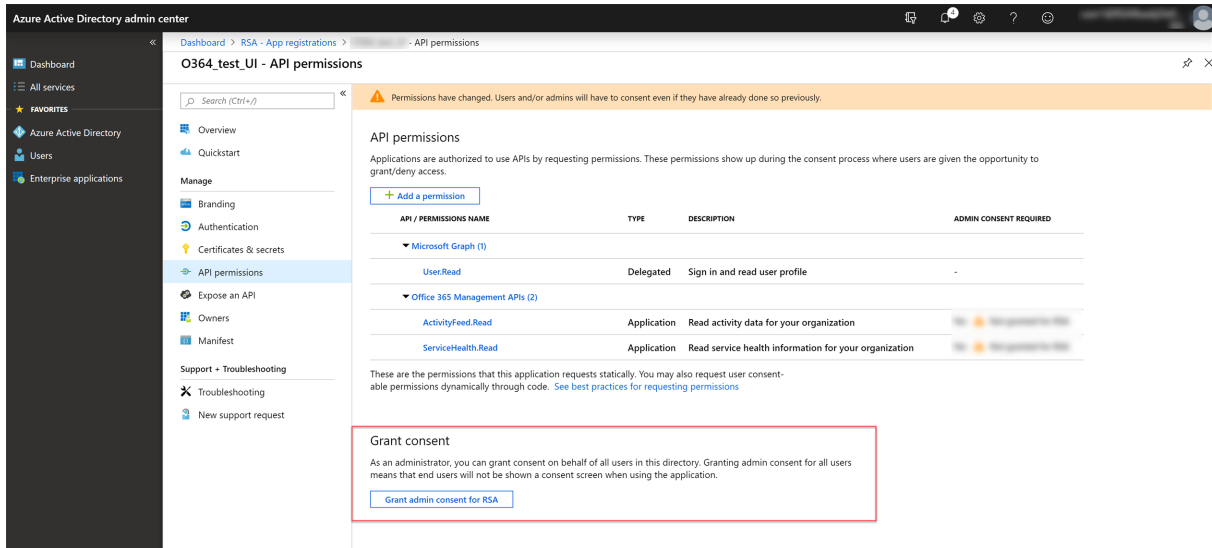 Azure Active Directory admin center
4
?
«
Dashboard
All services
FAVORITES
Azure Active Directory
Users
Enterprise applications
Dashboard > RSA - App registrations > - API permissions
O364_test_UI - API permissions
Search (Ctrl+/)
«
Overview
Quickstart
Manage
Branding
Authentication
Certificates & secrets
API permissions
Expose an API
Owners
Manifest
Support + Troubleshooting
Troubleshooting
New support request
Permissions have changed. Users and/or admins will have to consent even if they have already done so previously.
API permissions
Applications are authorized to use APIs by requesting permissions. These permissions show up during the consent process where users are given the opportunity to
grant/deny access.
+ Add a permission
API / PERMISSIONS NAME TYPE DESCRIPTION ADMIN CONSENT REQUIRED
Microsoft Graph (1)
User.Read Delegated Sign in and read user profile -
Office 365 Management APIs (2)
ActivityFeed.Read Application Read activity data for your organization
ServiceHealth.Read Application Read service health information for your organization
These are the permissions that this application requests statically. You may also request user consent-
able permissions dynamically through code. See best practices for requesting permissions
Grant consent
As an administrator, you can grant consent on behalf of all users in this directory. Granting admin consent for all users
means that end users will not be shown a consent screen when using the application.
Grant admin consent for RSA